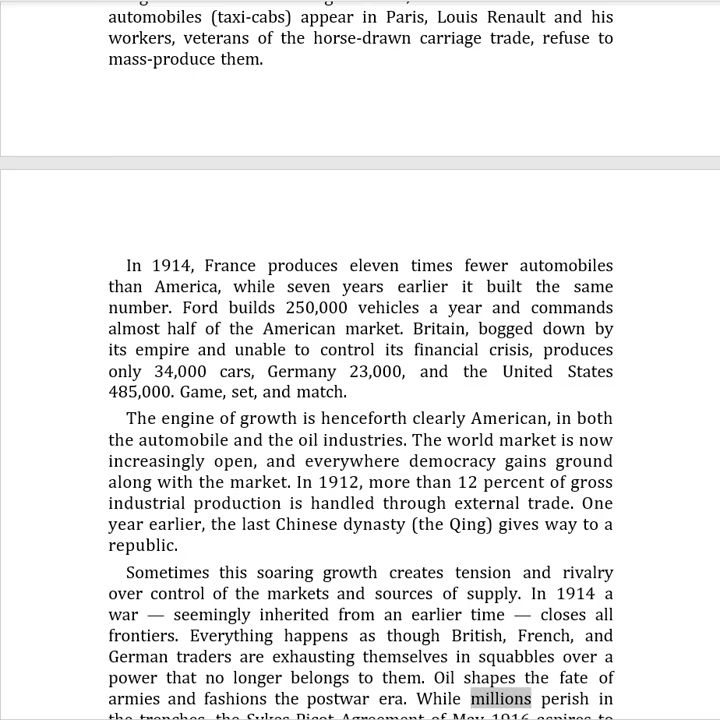 automobiles (taxi-cabs) appear in Paris, Louis Renault and his
workers, veterans of the horse-drawn carriage trade, refuse to
mass-produce them.
In 1914, France produces eleven times fewer automobiles
than America, while seven years earlier it built the same
number. Ford builds 250,000 vehicles a year and commands
almost half of the American market. Britain, bogged down by
its empire and unable to control its financial crisis, produces
only 34,000 cars, Germany 23,000, and the United States
485,000. Game, set, and match.
The engine of growth is henceforth clearly American, in both
the automobile and the oil industries. The world market is now
increasingly open, and everywhere democracy gains ground
along with the market. In 1912, more than 12 percent of gross
industrial production is handled through external trade. One
year earlier, the last Chinese dynasty (the Qing) gives way to a
republic.
Sometimes this soaring growth creates tension and rivalry
over control of the markets and sources of supply. In 1914 a
war — seemingly inherited from an earlier time — closes all
frontiers. Everything happens as though British, French, and
German traders are exhausting themselves in squabbles over a
power that no longer belongs to them. Oil shapes the fate of
armies and fashions the postwar era. While millions perish in
the trenches, the Sykes-Picot Agreement of May 1916 aspires to